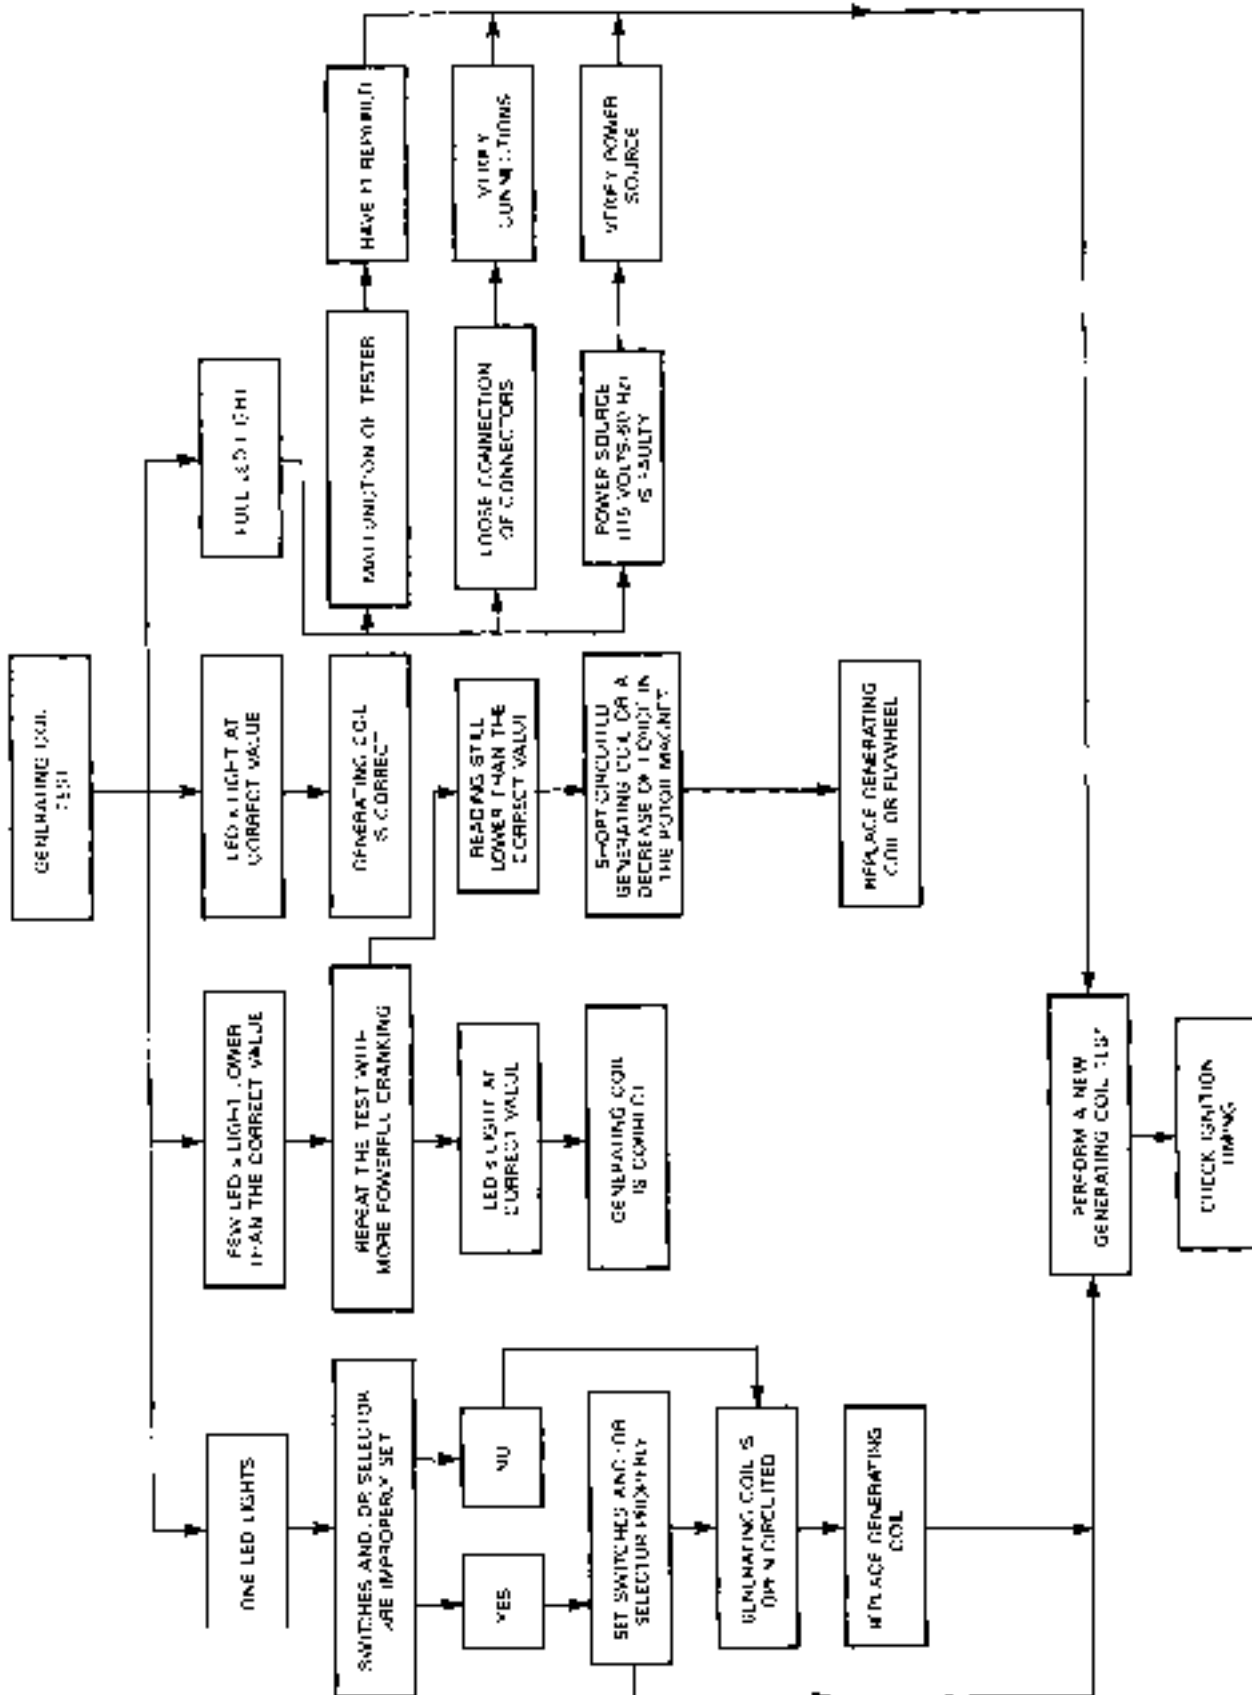 GENERATING COIL
TEST
ONE LED LIGHTS
FEW LED s LIGHT LOWER
THAN THE CORRECT VALUE
LED s LIGHT AT
CORRECT VALUE
FULL LED LIGHT
SWITCHES AND / OR SELECTOR
ARE IMPROPERLY SET
REPEAT THE TEST WITH
MORE POWERFUL CRANKING
GENERATING COIL
IS CORRECT
MALFUNCTION OF TESTER
HAVE IT REPAIRED
YES
NO
LED s LIGHT AT
CORRECT VALUE
READING STILL
LOWER THAN THE
CORRECT VALUE
LOOSE CONNECTION
OF CONNECTORS
VERIFY
CONNECTIONS
SET SWITCHES AND / OR
SELECTOR PROPERLY
GENERATING COIL
IS CORRECT
SHORT CIRCUITED
GENERATING COIL OR A
DECREASE OF FORCE IN
THE ROTOR MAGNET
POWER SOURCE
(115 VOLTS-60 HZ)
IS FAULTY
VERIFY POWER
SOURCE
GENERATING COIL IS
OPEN CIRCUITED
REPLACE GENERATING
COIL
REPLACE GENERATING
COIL OR FLYWHEEL
PERFORM A NEW
GENERATING COIL TEST
CHECK IGNITION
TIMING